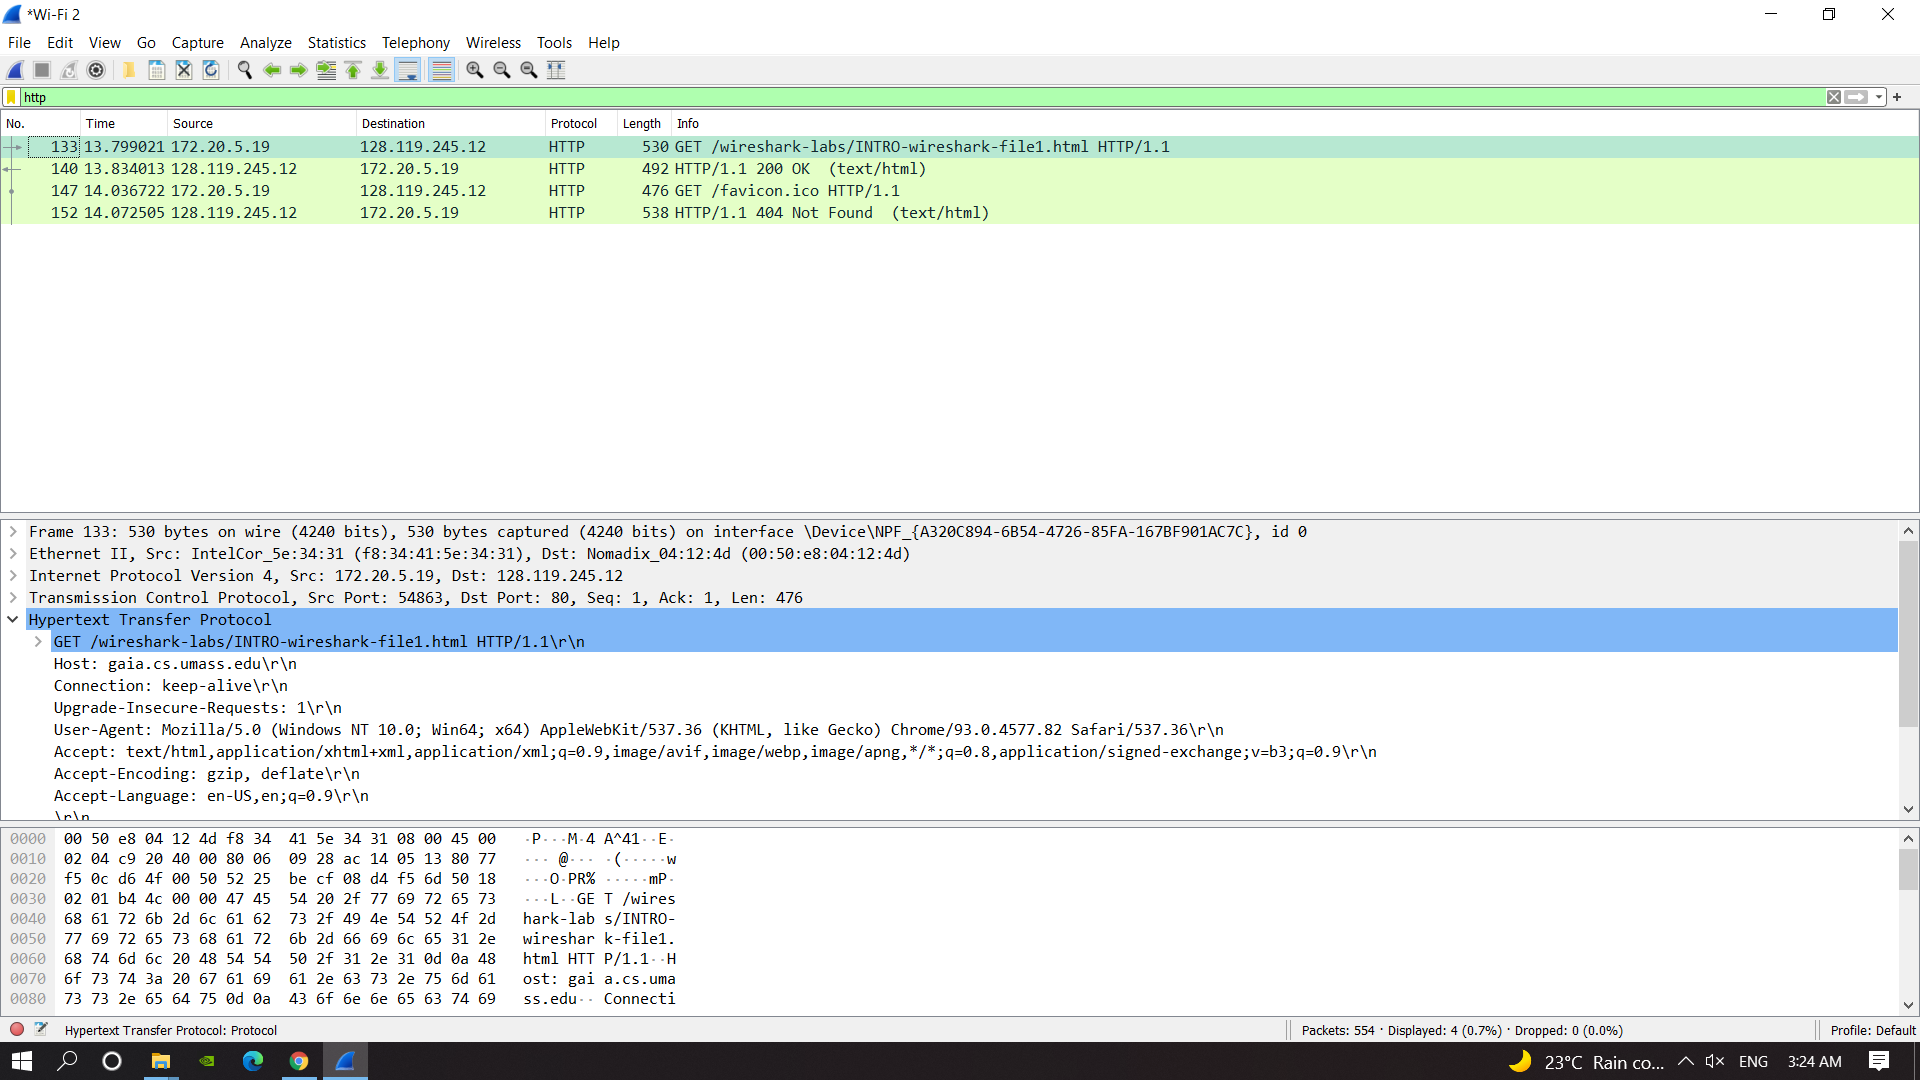 *Wi-Fi 2
File Edit View Go Capture Analyze Statistics Telephony Wireless Tools Help
http
No. Time Source Destination Protocol Length Info
133 13.799021 172.20.5.19 128.119.245.12 HTTP 530 GET /wireshark-labs/INTRO-wireshark-file1.html HTTP/1.1
140 13.834013 128.119.245.12 172.20.5.19 HTTP 492 HTTP/1.1 200 OK (text/html)
147 14.036722 172.20.5.19 128.119.245.12 HTTP 476 GET /favicon.ico HTTP/1.1
152 14.072505 128.119.245.12 172.20.5.19 HTTP 538 HTTP/1.1 404 Not Found (text/html)
Frame 133: 530 bytes on wire (4240 bits), 530 bytes captured (4240 bits) on interface \Device\NPF_{A320C894-6B54-4726-85FA-167BF901AC7C}, id 0
Ethernet II, Src: IntelCor_5e:34:31 (f8:34:41:5e:34:31), Dst: Nomadix_04:12:4d (00:50:e8:04:12:4d)
Internet Protocol Version 4, Src: 172.20.5.19, Dst: 128.119.245.12
Transmission Control Protocol, Src Port: 54863, Dst Port: 80, Seq: 1, Ack: 1, Len: 476
Hypertext Transfer Protocol
GET /wireshark-labs/INTRO-wireshark-file1.html HTTP/1.1\r\n
Host: gaia.cs.umass.edu\r\n
Connection: keep-alive\r\n
Upgrade-Insecure-Requests: 1\r\n
User-Agent: Mozilla/5.0 (Windows NT 10.0; Win64; x64) AppleWebKit/537.36 (KHTML, like Gecko) Chrome/93.0.4577.82 Safari/537.36\r\n
Accept: text/html,application/xhtml+xml,application/xml;q=0.9,image/avif,image/webp,image/apng,*/*;q=0.8,application/signed-exchange;v=b3;q=0.9\r\n
Accept-Encoding: gzip, deflate\r\n
Accept-Language: en-US,en;q=0.9\r\n
\r\n
0000 00 50 e8 04 12 4d f8 34 41 5e 34 31 08 00 45 00 ·P···M·4 A^41··E·
0010 02 04 c9 20 40 00 80 06 09 28 ac 14 05 13 80 77 ··· @··· ·(·····w
0020 f5 0c d6 4f 00 50 52 25 be cf 08 d4 f5 6d 50 18 ···O·PR% ·····mP·
0030 02 01 b4 4c 00 00 47 45 54 20 2f 77 69 72 65 73 ···L··GE T /wires
0040 68 61 72 6b 2d 6c 61 62 73 2f 49 4e 54 52 4f 2d hark-lab s/INTRO-
0050 77 69 72 65 73 68 61 72 6b 2d 66 69 6c 65 31 2e wireshar k-file1.
0060 68 74 6d 6c 20 48 54 54 50 2f 31 2e 31 0d 0a 48 html HTT P/1.1··H
0070 6f 73 74 3a 20 67 61 69 61 2e 63 73 2e 75 6d 61 ost: gai a.cs.uma
0080 73 73 2e 65 64 75 0d 0a 43 6f 6e 6e 65 63 74 69 ss.edu·· Connecti
Hypertext Transfer Protocol: Protocol Packets: 554 · Displayed: 4 (0.7%) · Dropped: 0 (0.0%) Profile: Default
23°C Rain co... ENG 3:24 AM